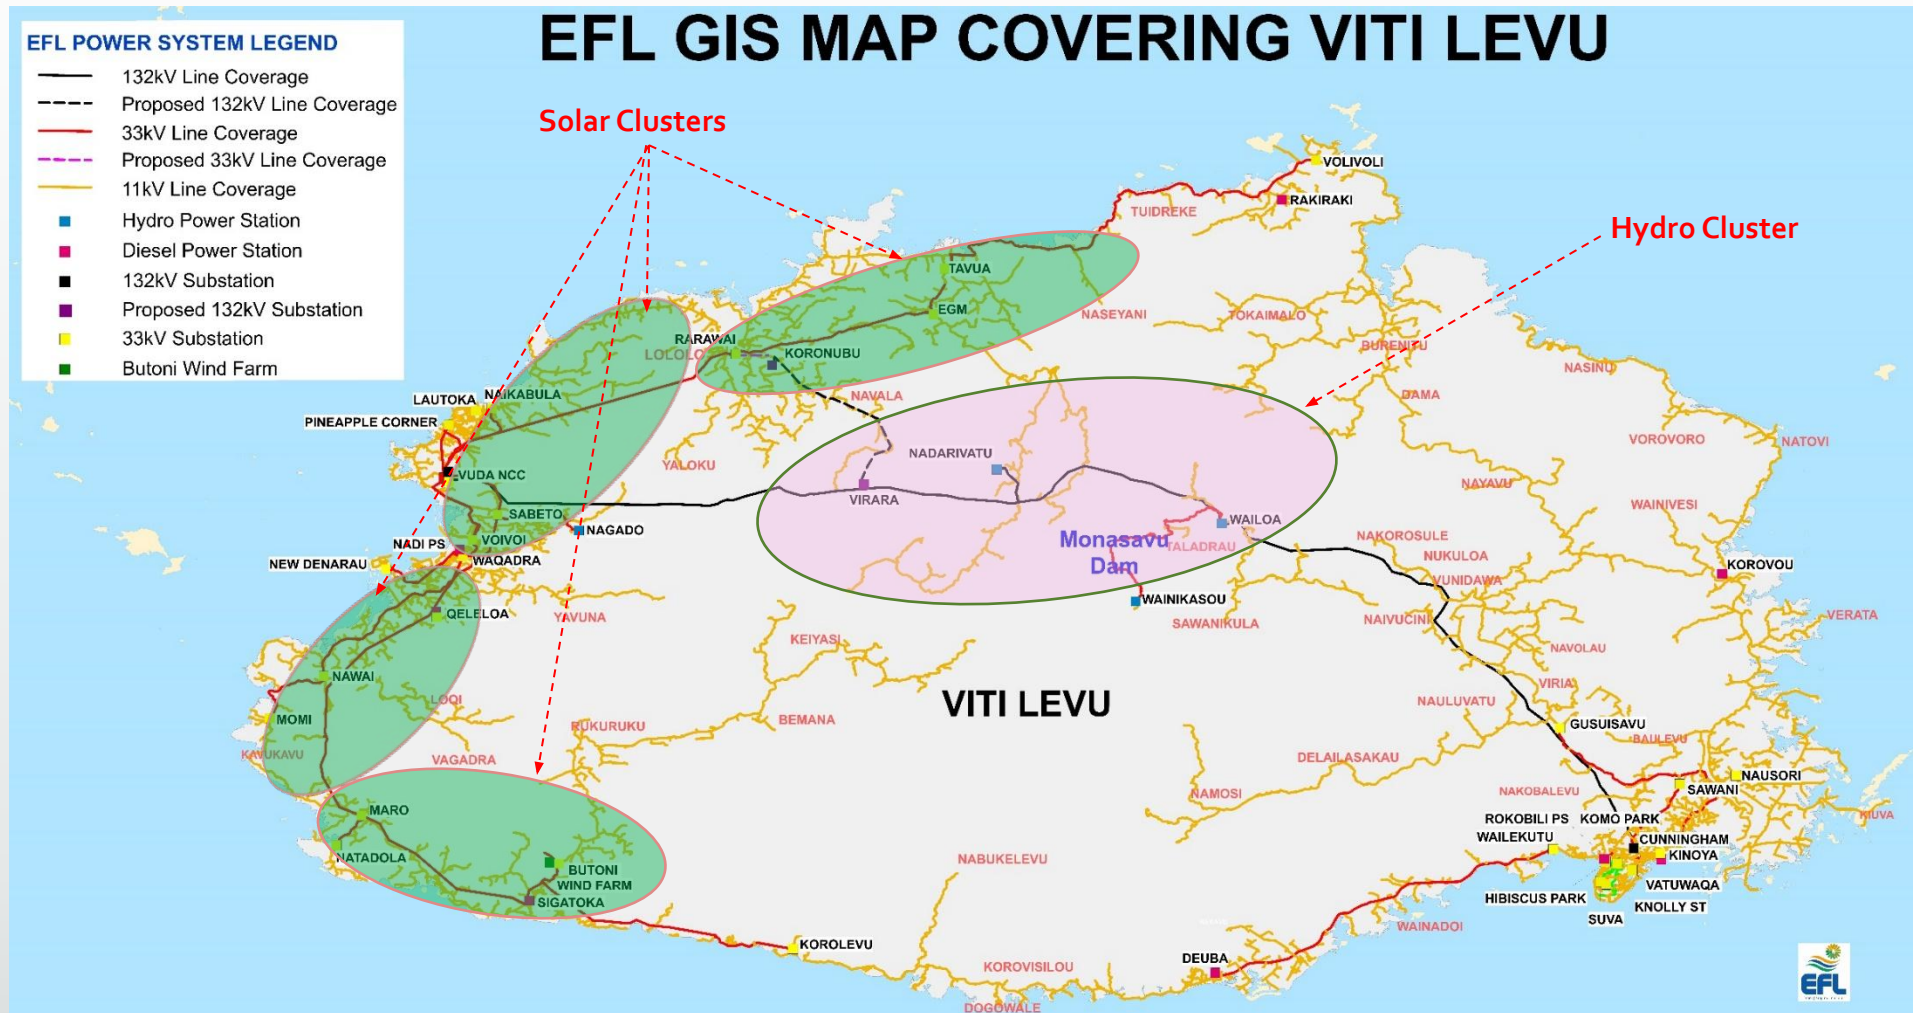 EFL GIS MAP COVERING VITI LEVU
EFL POWER SYSTEM LEGEND
132kV Line Coverage
Proposed 132kV Line Coverage
33kV Line Coverage
Proposed 33kV Line Coverage
11kV Line Coverage
Hydro Power Station
Diesel Power Station
132kV Substation
Proposed 132kV Substation
33kV Substation
Butoni Wind Farm
Solar Clusters
Hydro Cluster
VOLIVOLI
RAKIRAKI
TUIDREKE
TAVUA
EGM
NASEYANI
TOKAIMALO
BURENITU
RARAWAI
LOLOLO
KORONUBU
NASINU
DAMA
NAVALA
LAUTOKA
NAIKABULA
PINEAPPLE CORNER
VOROVORO
NATOVI
YALOKU
NADARIVATU
VUDA NCC
NAYAVU
VIRARA
WAINIVESI
SABETO
NAGADO
WAILOA
NADI PS
VOIVOI
WAQADRA
Monasavu
Dam
TALADRAU
NAKOROSULE
NUKULOA
NEW DENARAU
VUNIDAWA
KOROVOU
WAINIKASOU
QELELOA
YAVUNA
SAWANIKULA
NAIVUCINI
VERATA
KEIYASI
NAVOLAU
NAWAI
VIRIA
LOQI
VITI LEVU
NAULUVATU
MOMI
RUKURUKU
BEMANA
GUSUISAVU
BAULEVU
KAVUKAVU
VAGADRA
DELAILASAKAU
NAUSORI
SAWANI
NAMOSI
NAKOBALEVU
MARO
ROKOBILI PS
KOMO PARK
KIUVA
WAILEKUTU
CUNNINGHAM
KINOYA
NATADOLA
NABUKELEVU
BUTONI
WIND FARM
VATUWAQA
HIBISCUS PARK
KNOLLY ST
SIGATOKA
SUVA
WAINADOI
KOROLEVU
DEUBA
KOROVISILOU
DOGOWALE
EFL